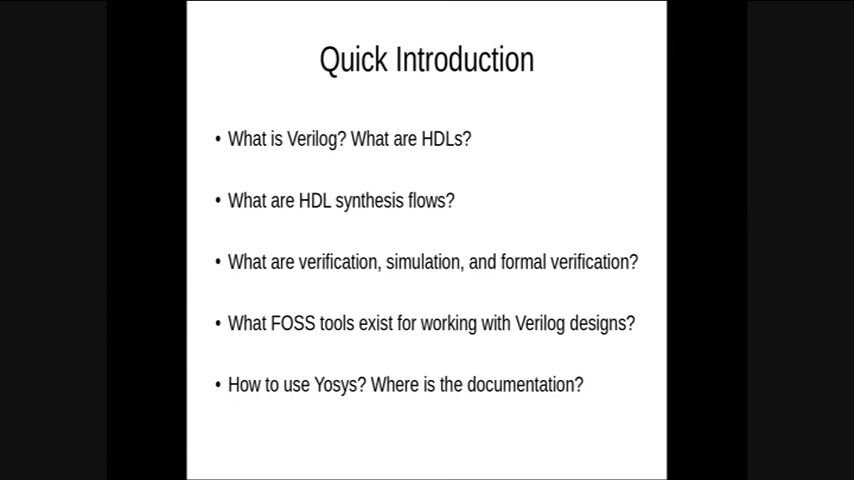 Quick Introduction
• What is Verilog? What are HDLs?
• What are HDL synthesis flows?
• What are verification, simulation, and formal verification?
• What FOSS tools exist for working with Verilog designs?
• How to use Yosys? Where is the documentation?